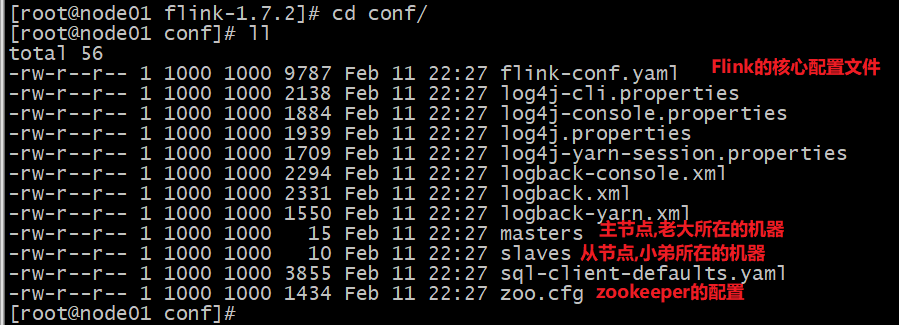 [root@node01 flink-1.7.2]# cd conf/
[root@node01 conf]# ll
total 56
-rw-r--r-- 1 1000 1000 9787 Feb 11 22:27 flink-conf.yaml Flink的核心配置文件
-rw-r--r-- 1 1000 1000 2138 Feb 11 22:27 log4j-cli.properties
-rw-r--r-- 1 1000 1000 1884 Feb 11 22:27 log4j-console.properties
-rw-r--r-- 1 1000 1000 1939 Feb 11 22:27 log4j.properties
-rw-r--r-- 1 1000 1000 1709 Feb 11 22:27 log4j-yarn-session.properties
-rw-r--r-- 1 1000 1000 2294 Feb 11 22:27 logback-console.xml
-rw-r--r-- 1 1000 1000 2331 Feb 11 22:27 logback.xml
-rw-r--r-- 1 1000 1000 1550 Feb 11 22:27 logback-yarn.xml
-rw-r--r-- 1 1000 1000 15 Feb 11 22:27 masters 主节点,老大所在的机器
-rw-r--r-- 1 1000 1000 10 Feb 11 22:27 slaves 从节点,小弟所在的机器
-rw-r--r-- 1 1000 1000 3855 Feb 11 22:27 sql-client-defaults.yaml
-rw-r--r-- 1 1000 1000 1434 Feb 11 22:27 zoo.cfg zookeeper的配置
[root@node01 conf]#